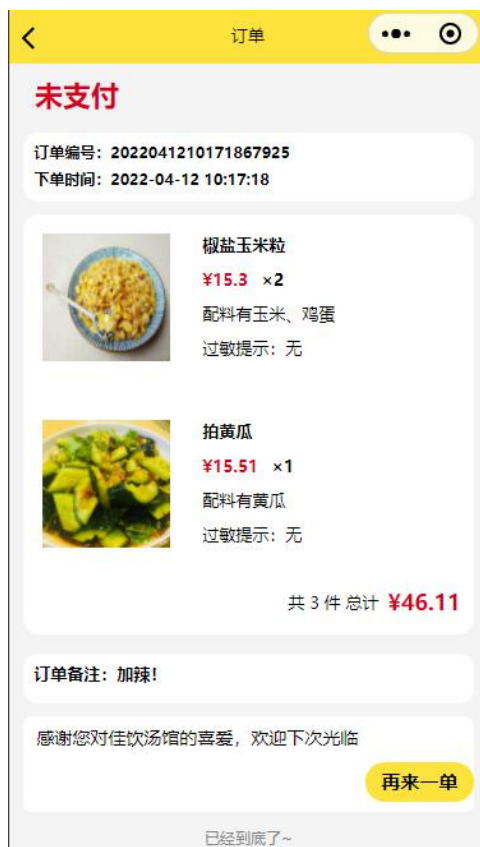 订单
未支付
订单编号：2022041210171867925
下单时间：2022-04-12 10:17:18
椒盐玉米粒
¥15.3 ×2
配料有玉米、鸡蛋
过敏提示：无
拍黄瓜
¥15.51 ×1
配料有黄瓜
过敏提示：无
共 3 件 总计 ¥46.11
订单备注：加辣！
感谢您对佳饮汤馆的喜爱，欢迎下次光临
再来一单
已经到底了~